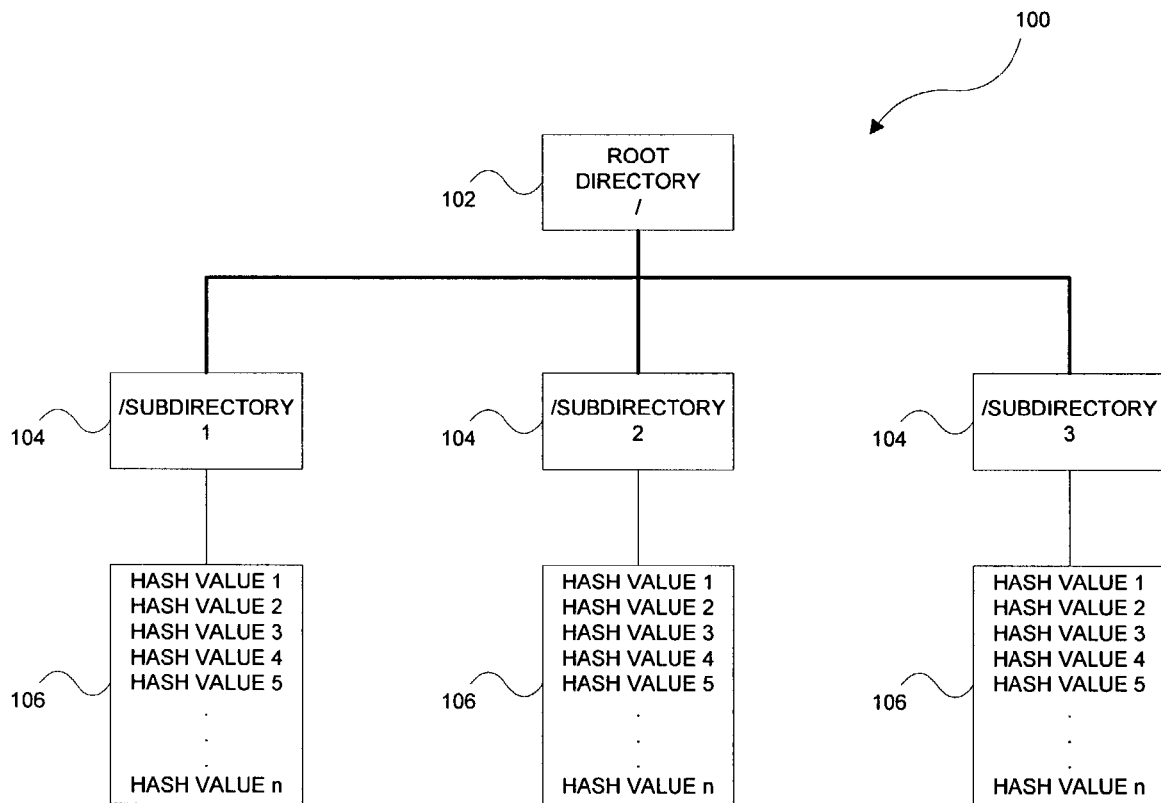 100
ROOT
DIRECTORY
/
102
/SUBDIRECTORY
1
104
/SUBDIRECTORY
2
104
/SUBDIRECTORY
3
104
HASH VALUE 1
HASH VALUE 2
HASH VALUE 3
HASH VALUE 4
HASH VALUE 5
.
.
.
HASH VALUE n
106
HASH VALUE 1
HASH VALUE 2
HASH VALUE 3
HASH VALUE 4
HASH VALUE 5
.
.
.
HASH VALUE n
106
HASH VALUE 1
HASH VALUE 2
HASH VALUE 3
HASH VALUE 4
HASH VALUE 5
.
.
.
HASH VALUE n
106